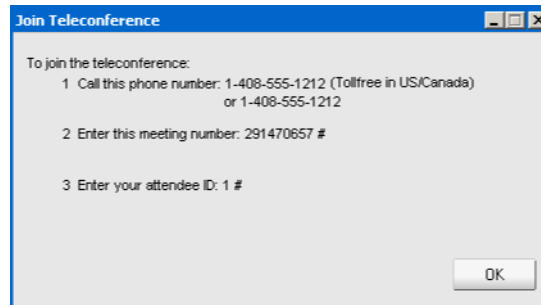 Join Teleconference
To join the teleconference:
1 Call this phone number: 1-408-555-1212 (Tollfree in US/Canada)
or 1-408-555-1212
2 Enter this meeting number: 291470657 #
3 Enter your attendee ID: 1 #
OK